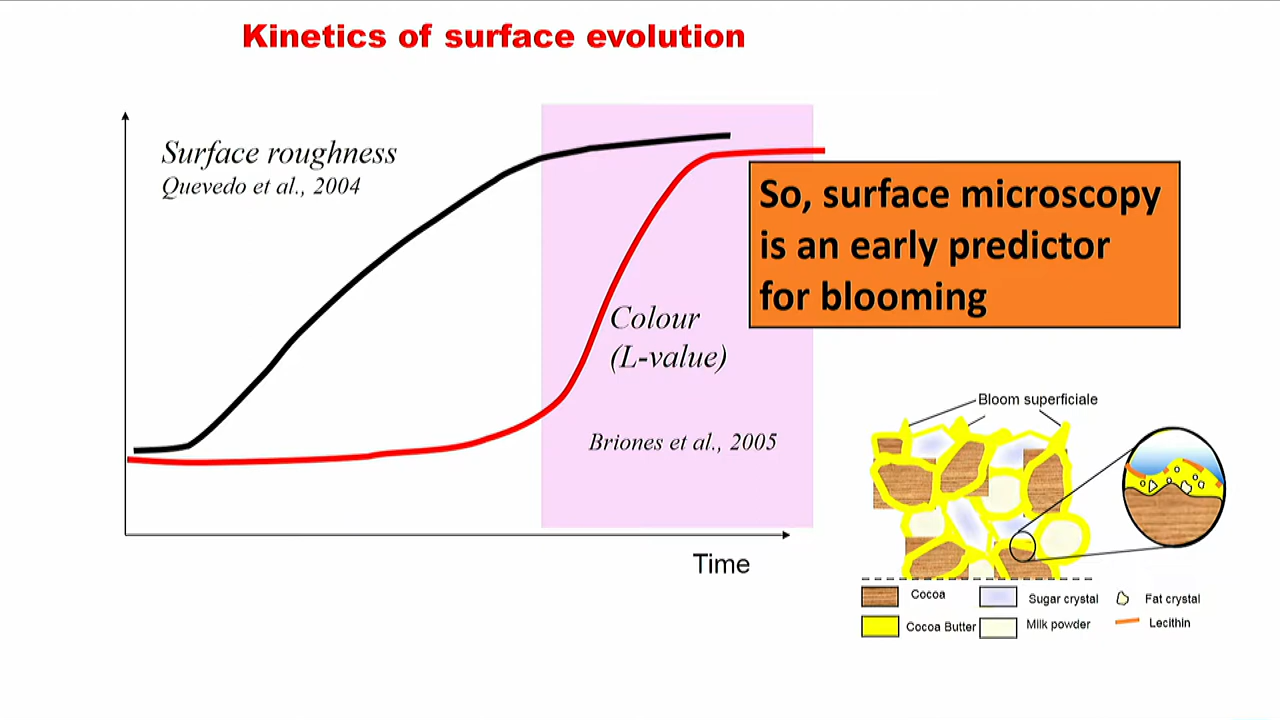 Kinetics of surface evolution
Surface roughness
Quevedo et al., 2004
So, surface microscopy
is an early predictor
for blooming
Colour
(L-value)
Briones et al., 2005
Time
Bloom superficiale
Cocoa
Sugar crystal
Fat crystal
Cocoa Butter
Milk powder
Lecithin